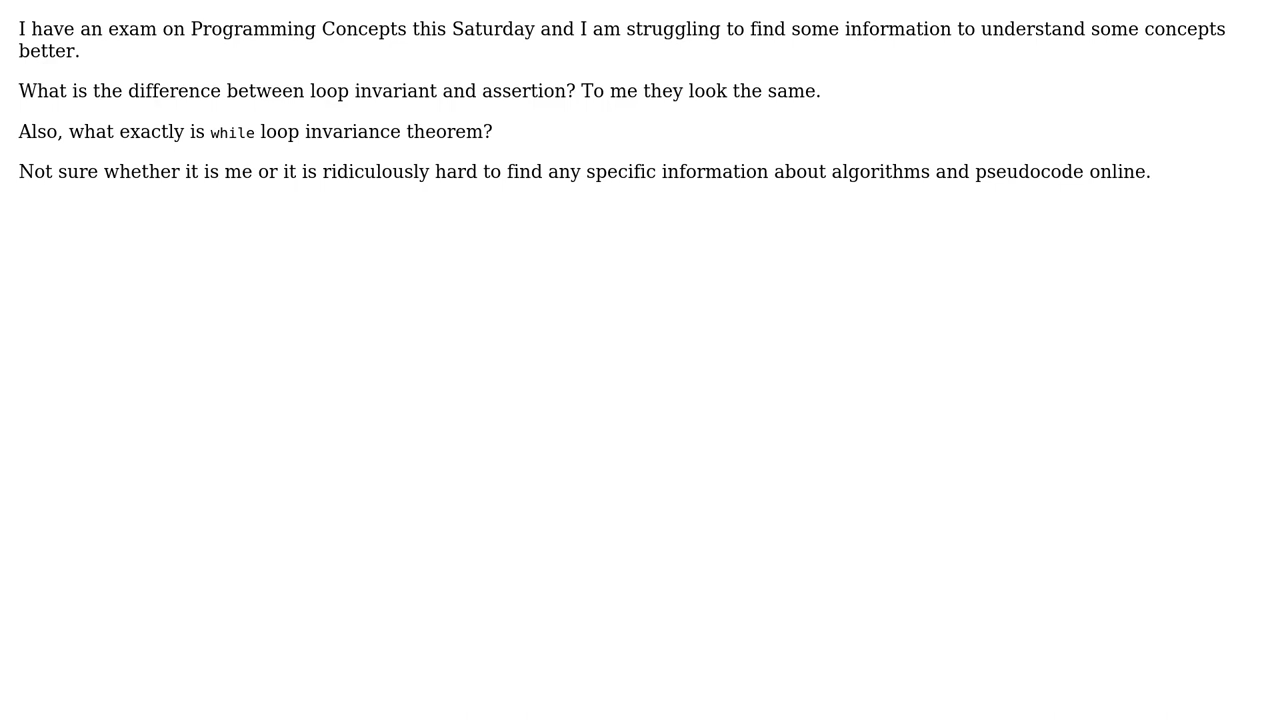 I have an exam on Programming Concepts this Saturday and I am struggling to find some information to understand some concepts
better.
What is the difference between loop invariant and assertion? To me they look the same.
Also, what exactly is while loop invariance theorem?
Not sure whether it is me or it is ridiculously hard to find any specific information about algorithms and pseudocode online.